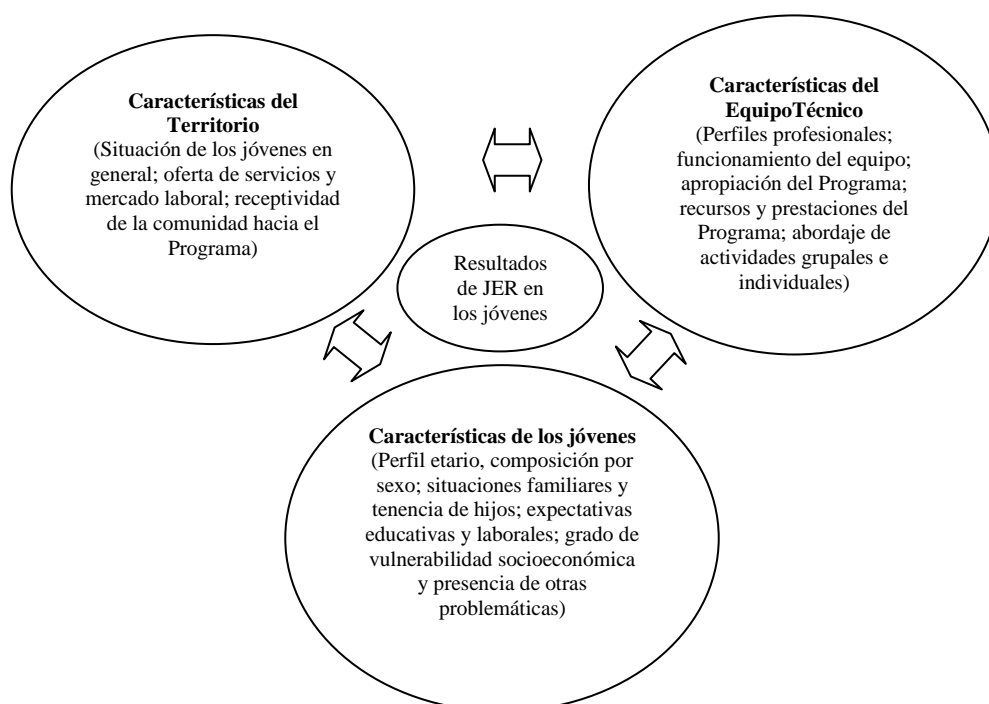 Características del
Territorio
(Situación de los jóvenes en
general; oferta de servicios y
mercado laboral; receptividad
de la comunidad hacia el
Programa)
Características del
EquipoTécnico
(Perfiles profesionales;
funcionamiento del equipo;
apropiación del Programa;
recursos y prestaciones del
Programa; abordaje de
actividades grupales e
individuales)
Resultados
de JER en
los jóvenes
Características de los jóvenes
(Perfil etario, composición por
sexo; situaciones familiares y
tenencia de hijos; expectativas
educativas y laborales; grado de
vulnerabilidad socioeconómica
y presencia de otras
problemáticas)